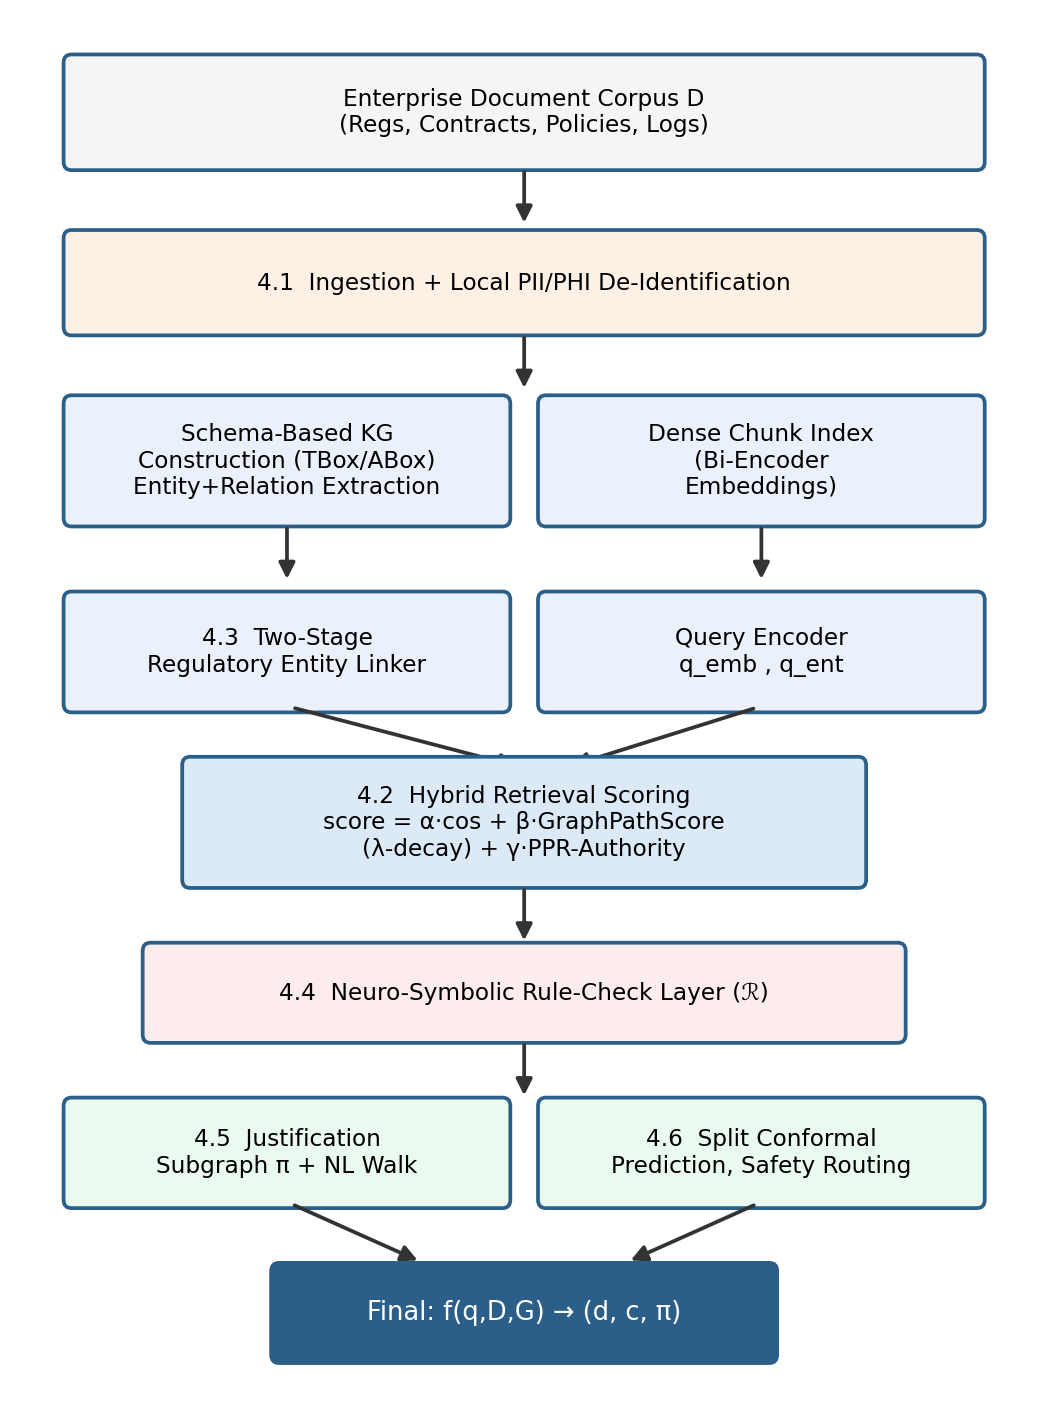 Enterprise Document Corpus D
(Regs, Contracts, Policies, Logs)
4.1  Ingestion + Local PII/PHI De-Identification
Schema-Based KG
Construction (TBox/ABox)
Entity+Relation Extraction
Dense Chunk Index
(Bi-Encoder
Embeddings)
4.3  Two-Stage
Regulatory Entity Linker
Query Encoder
q_emb , q_ent
4.2  Hybrid Retrieval Scoring
score = α·cos + β·GraphPathScore
(λ-decay) + γ·PPR-Authority
4.4  Neuro-Symbolic Rule-Check Layer (ℛ)
4.5  Justification
Subgraph π + NL Walk
4.6  Split Conformal
Prediction, Safety Routing
Final: f(q,D,G) → (d, c, π)